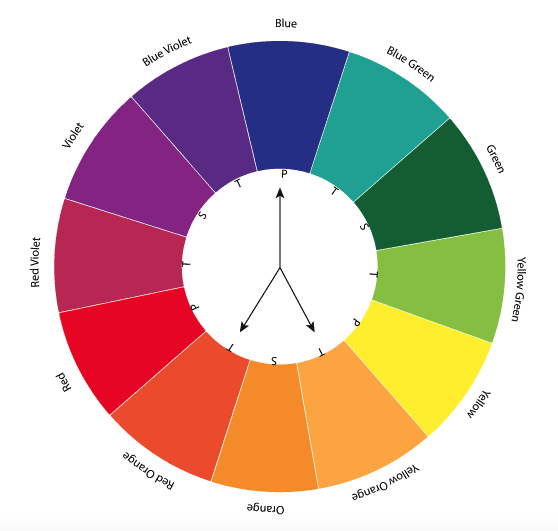 Blue
Blue Green
Green
Yellow Green
Yellow
Yellow Orange
Orange
Red Orange
Red
Red Violet
Violet
Blue Violet
P
T
S
T
P
T
S
T
P
T
S
T